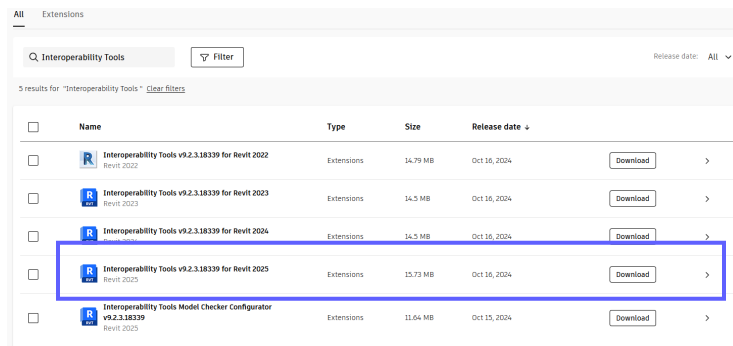 All Extensions
Interoperability Tools Filter Release date: All
5 results for "Interoperability Tools " Clear filters
Name Type Size Release date ↓
Interoperability Tools v9.2.3.18339 for Revit 2022
Revit 2022 Extensions 14.79 MB Oct 16, 2024 Download
Interoperability Tools v9.2.3.18339 for Revit 2023
Revit 2023 Extensions 14.5 MB Oct 16, 2024 Download
Interoperability Tools v9.2.3.18339 for Revit 2024
Revit 2024 Extensions 14.5 MB Oct 16, 2024 Download
Interoperability Tools v9.2.3.18339 for Revit 2025
Revit 2025 Extensions 15.73 MB Oct 16, 2024 Download
Interoperability Tools Model Checker Configurator
v9.2.3.18339 Extensions 11.64 MB Oct 15, 2024 Download
Revit 2025